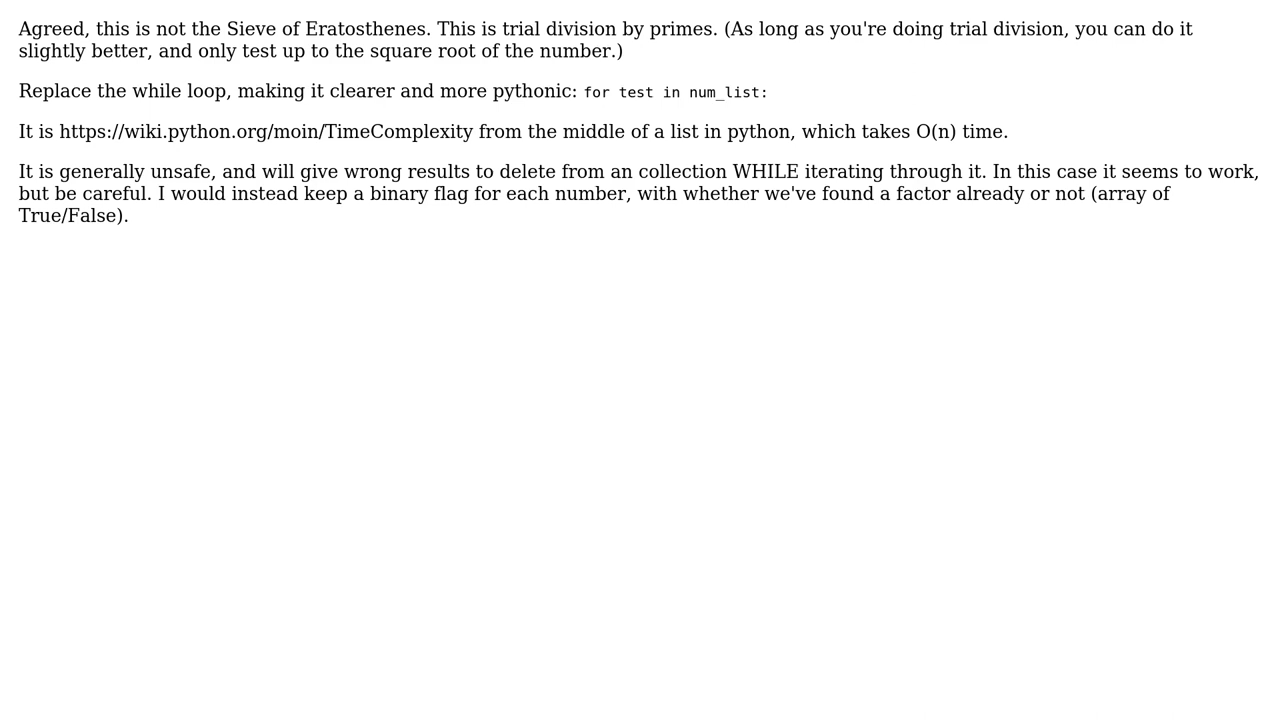 Agreed, this is not the Sieve of Eratosthenes. This is trial division by primes. (As long as you're doing trial division, you can do it
slightly better, and only test up to the square root of the number.)
Replace the while loop, making it clearer and more pythonic: for test in num_list:
It is https://wiki.python.org/moin/TimeComplexity from the middle of a list in python, which takes O(n) time.
It is generally unsafe, and will give wrong results to delete from an collection WHILE iterating through it. In this case it seems to work,
but be careful. I would instead keep a binary flag for each number, with whether we've found a factor already or not (array of
True/False).